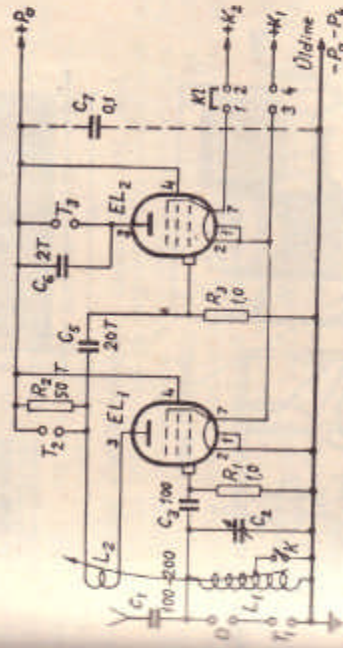 +Pa
R2
50 T
T2
C5
20T
C6
2T
T3
C7
0,1
L2
3
EL1
4
3
EL2
4
+K2
C1
100-200
C3 100
2
1
7
2
1
7
Kl
1
2
+K1
3
4
D
L1
K
C2
R1
1,0
R3
1,0
Üldine
T1
-Pa -Pk